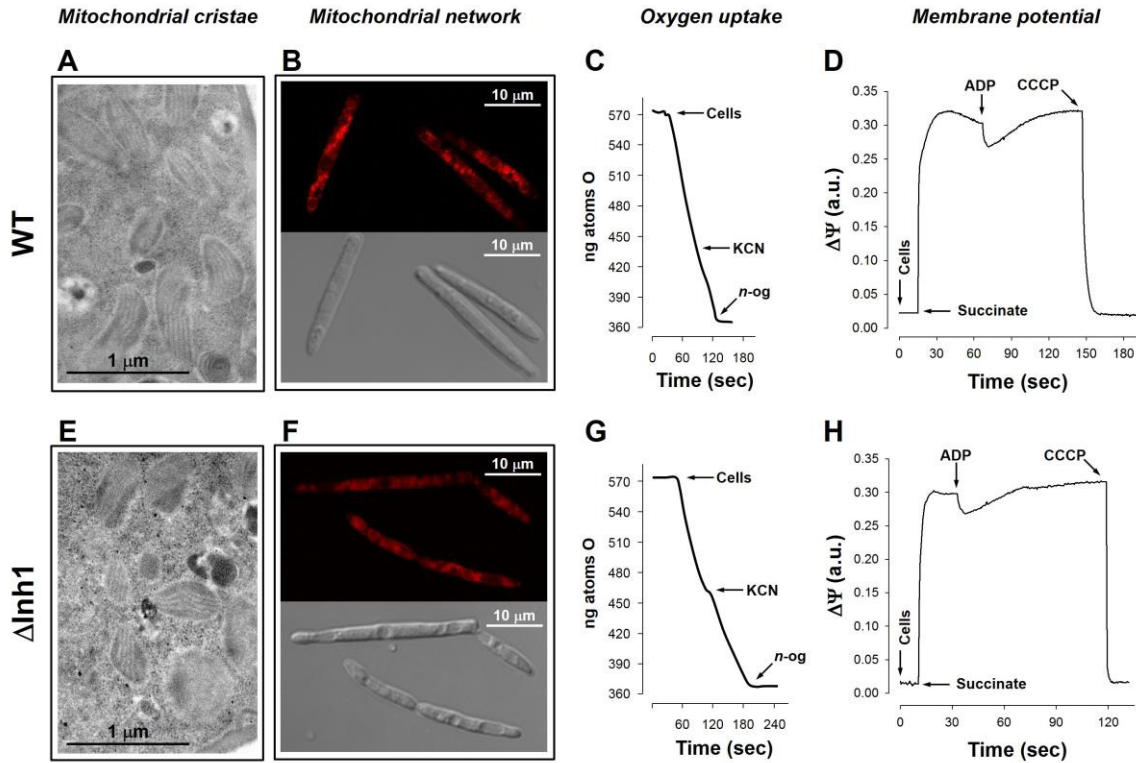 Mitochondrial cristae
Mitochondrial network
Oxygen uptake
Membrane potential
WT
A
1 μm
B
10 μm
10 μm
C
ng atoms O
570
480
420
390
360
Cells
KCN
n-og
0 60 120 180 240
Time (sec)
D
ΔΨ (a.u.)
0.35
0.30
0.25
0.20
0.15
0.10
0.05
0.00
ADP
CCCP
Cells
Succinate
0 30 60 90 120 150 180
Time (sec)
ΔInh1
E
1 μm
F
10 μm
10 μm
G
ng atoms O
570
480
450
420
390
360
Cells
KCN
n-og
0 60 120 180 240
Time (sec)
H
ΔΨ (a.u.)
0.35
0.30
0.25
0.20
0.15
0.10
0.05
0.00
ADP
CCCP
Cells
Succinate
0 30 60 90 120
Time (sec)